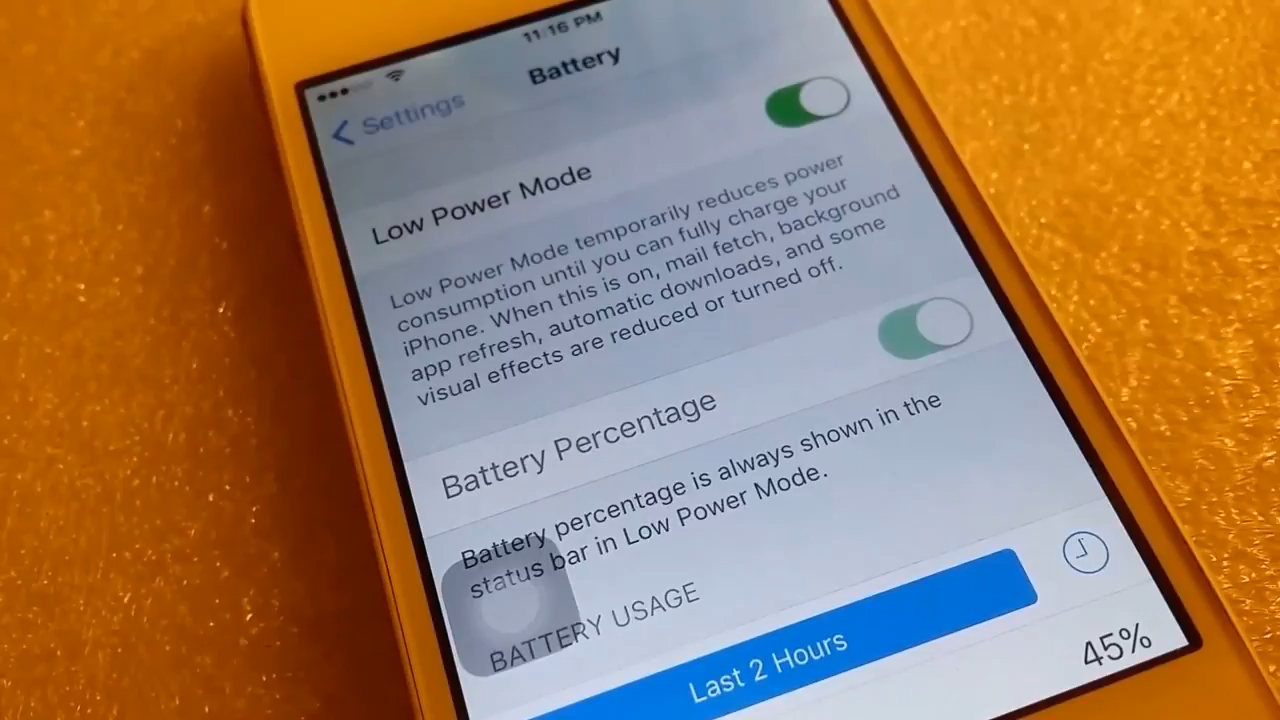 11:16 PM
Settings
Battery
Low Power Mode
Low Power Mode temporarily reduces power
consumption until you can fully charge your
iPhone. When this is on, mail fetch, background
app refresh, automatic downloads, and some
visual effects are reduced or turned off.
Battery Percentage
Battery percentage is always shown in the
status bar in Low Power Mode.
BATTERY USAGE
Last 2 Hours
45%